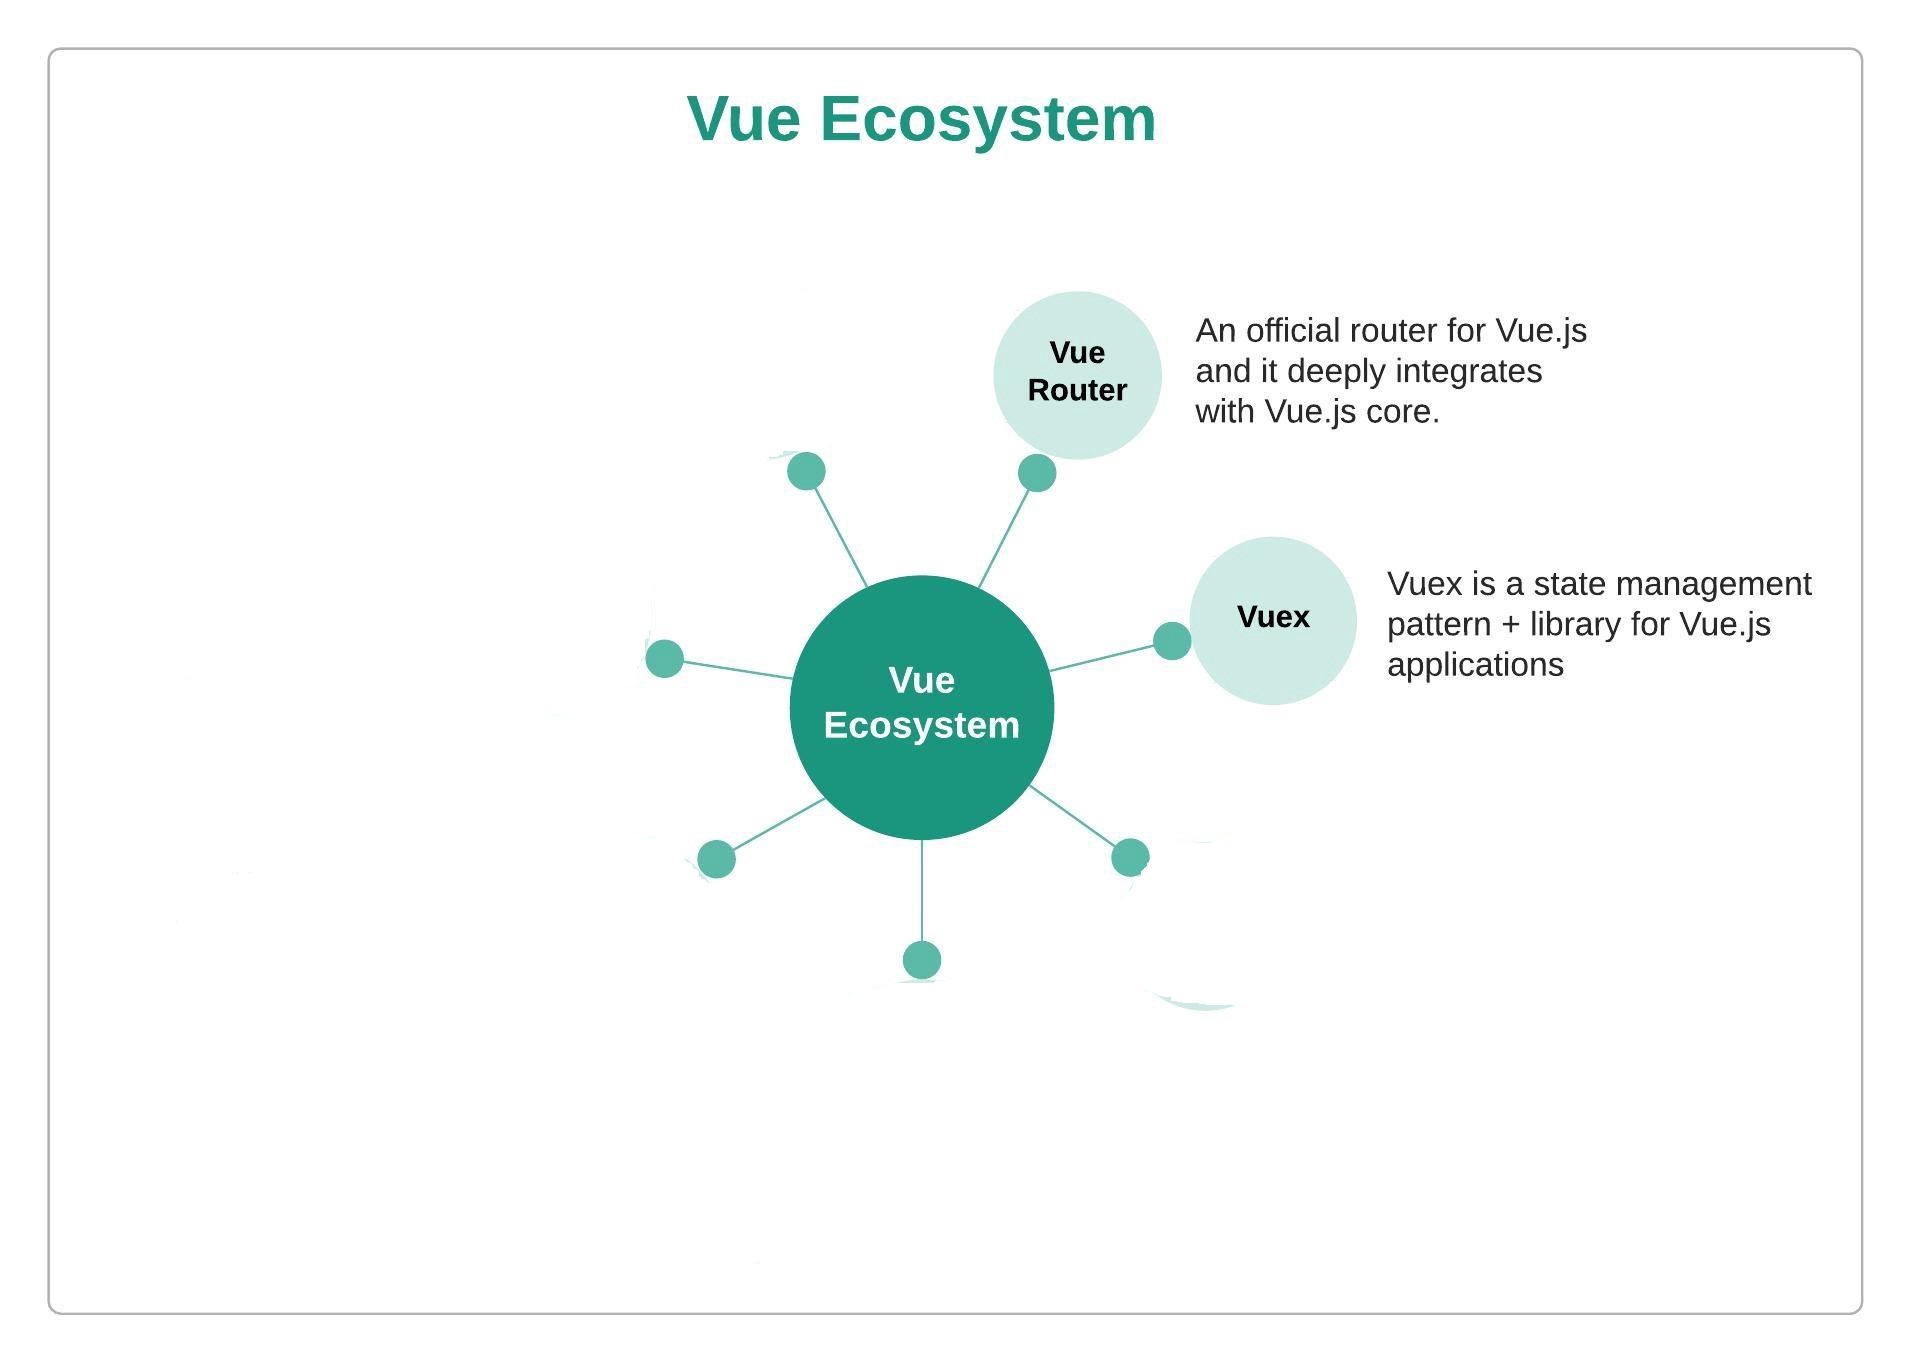 Vue Ecosystem
Vue
Router
An official router for Vue.js
and it deeply integrates
with Vue.js core.
Vuex
Vuex is a state management
pattern + library for Vue.js
applications
Vue
Ecosystem